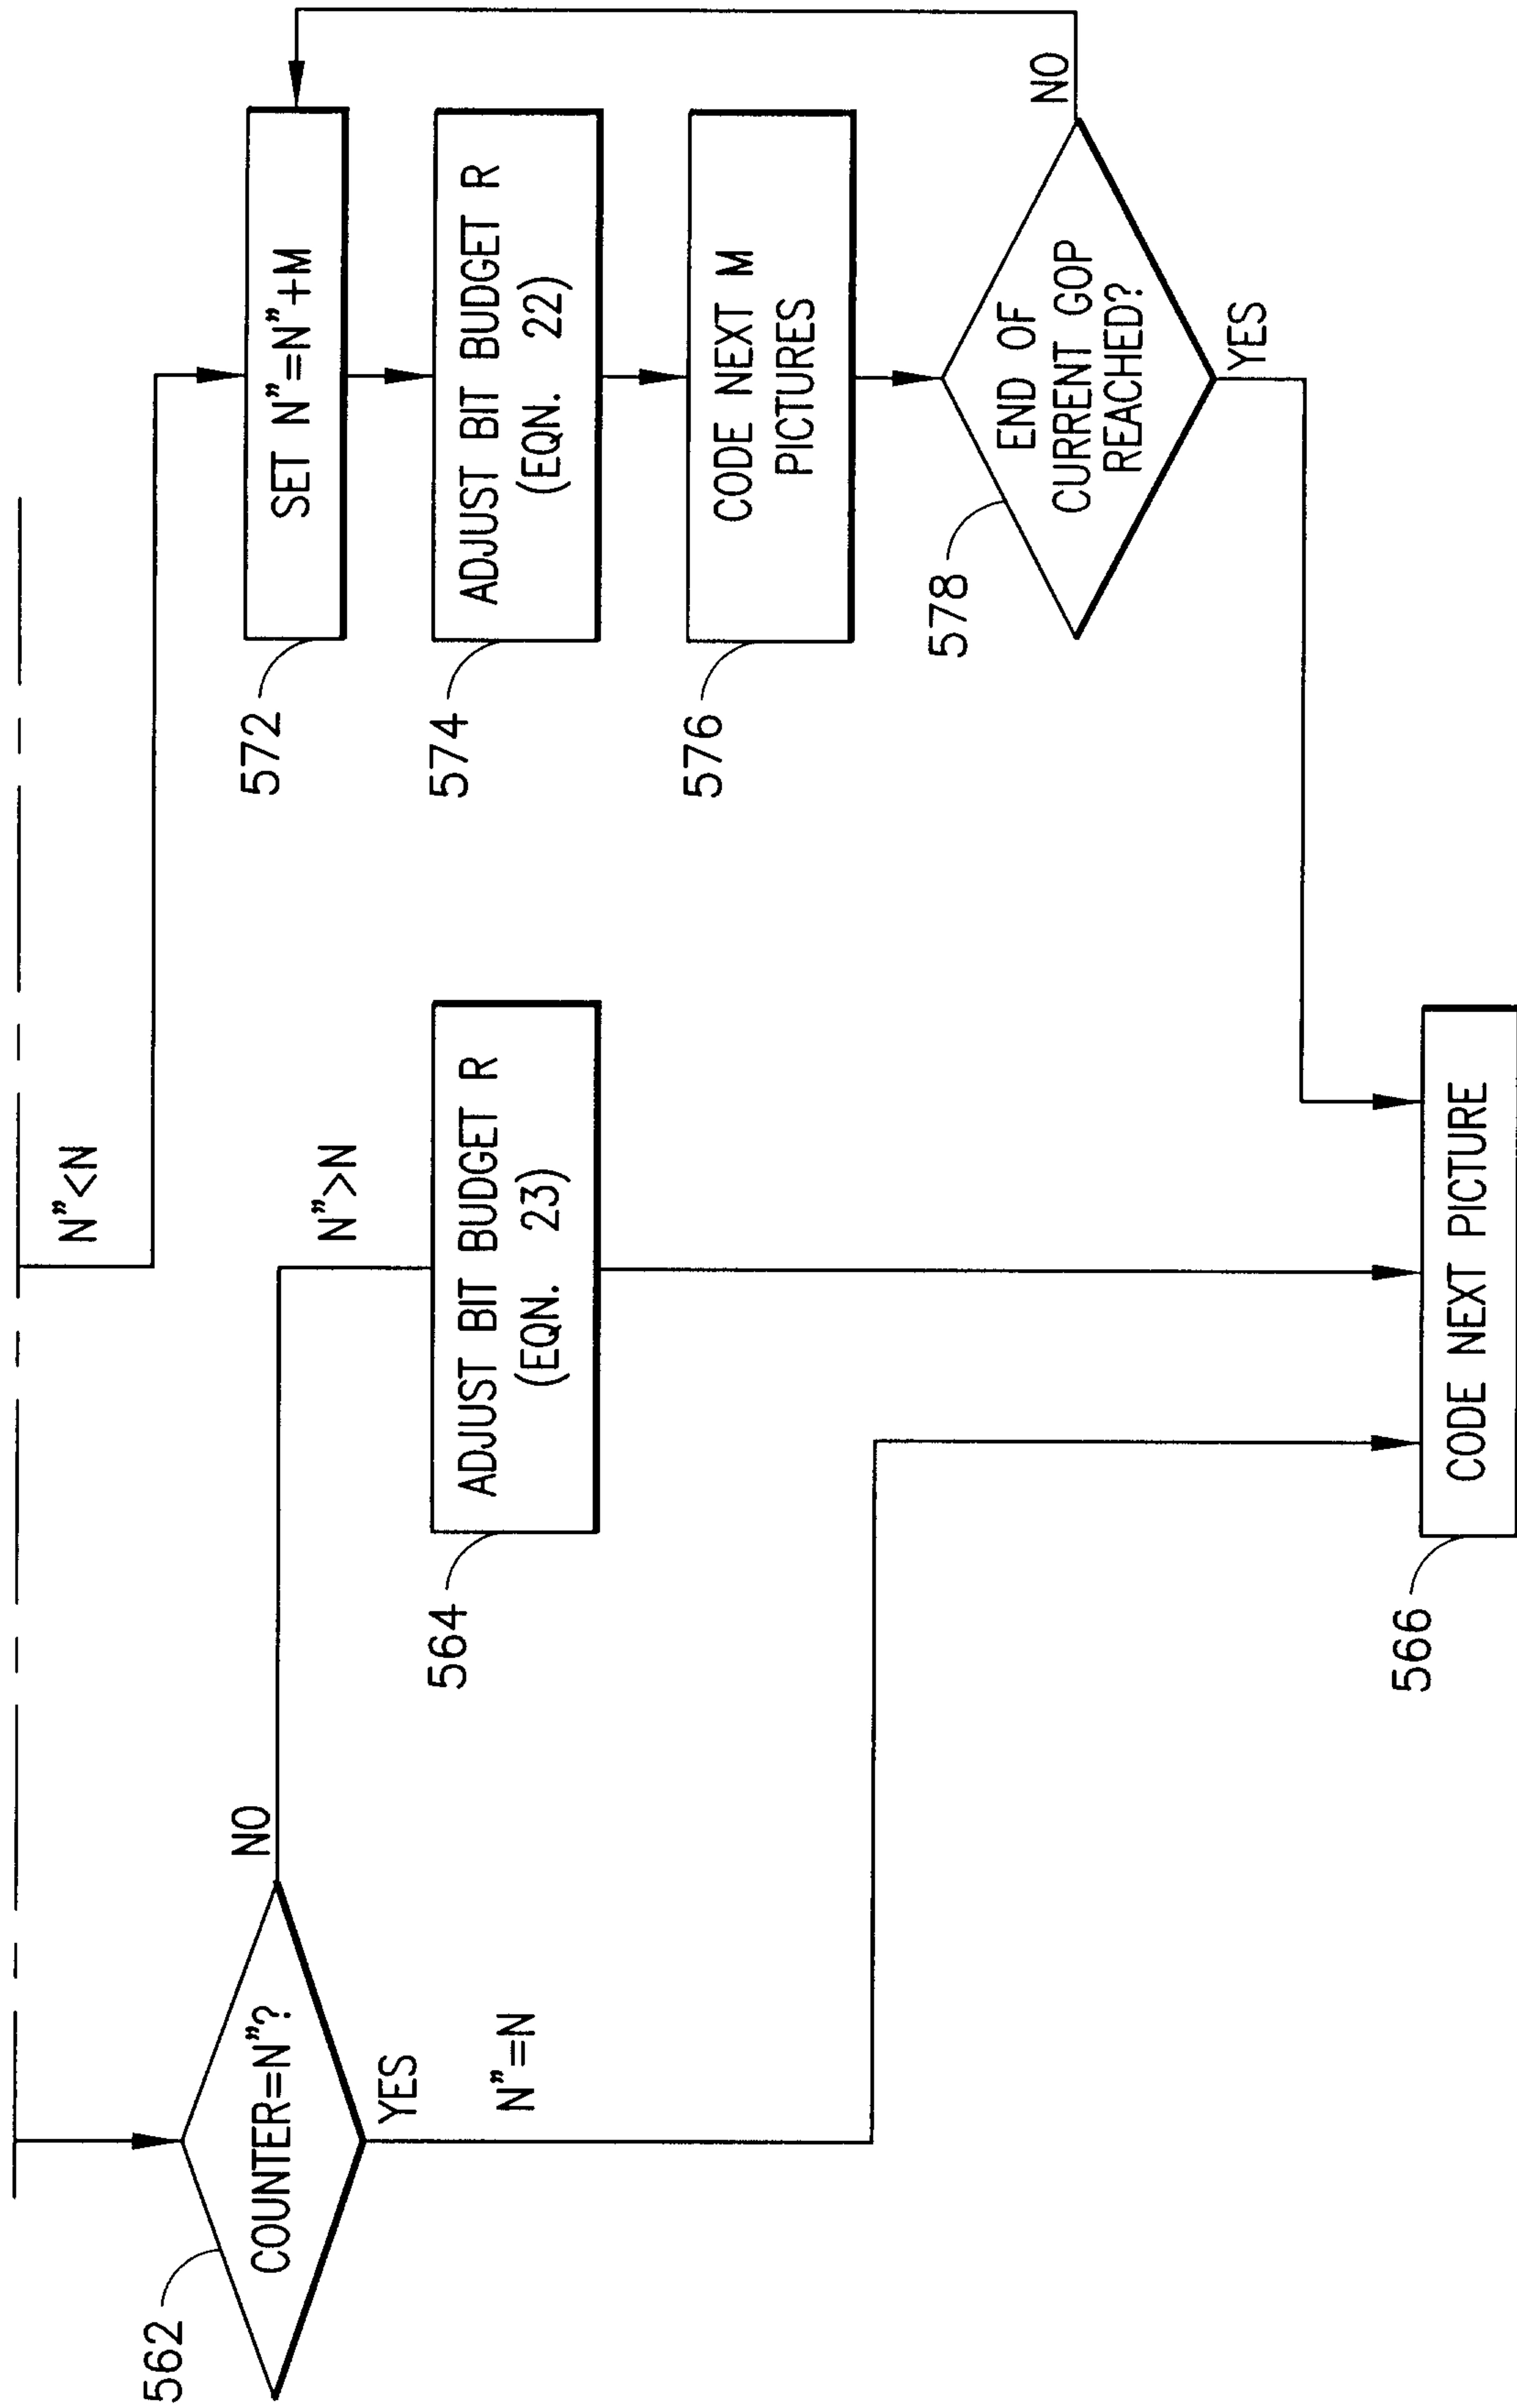 562
COUNTER=N"?
NO
YES
N"=N
N">N
564
ADJUST BIT BUDGET R
(EQN. 23)
566
CODE NEXT PICTURE
N"<N
572
SET N"=N"+M
574
ADJUST BIT BUDGET R
(EQN. 22)
576
CODE NEXT M
PICTURES
578
END OF
CURRENT GOP
REACHED?
NO
YES